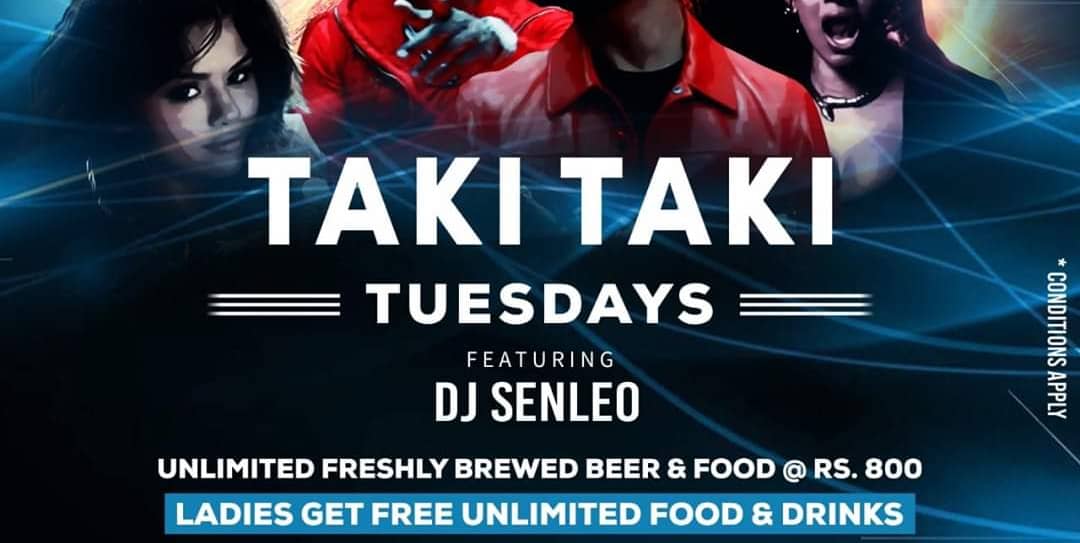 TAKI TAKI
TUESDAYS
FEATURING
DJ SENLEO
* CONDITIONS APPLY
UNLIMITED FRESHLY BREWED BEER & FOOD @ RS. 800
LADIES GET FREE UNLIMITED FOOD & DRINKS